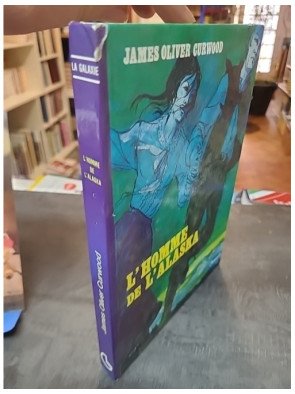 JAMES OLIVER CURWOOD
L'HOMME
DE L'ALASKA
LA GALAXIE
L'HOMME
DE
L'ALASKA
James Oliver Curwood